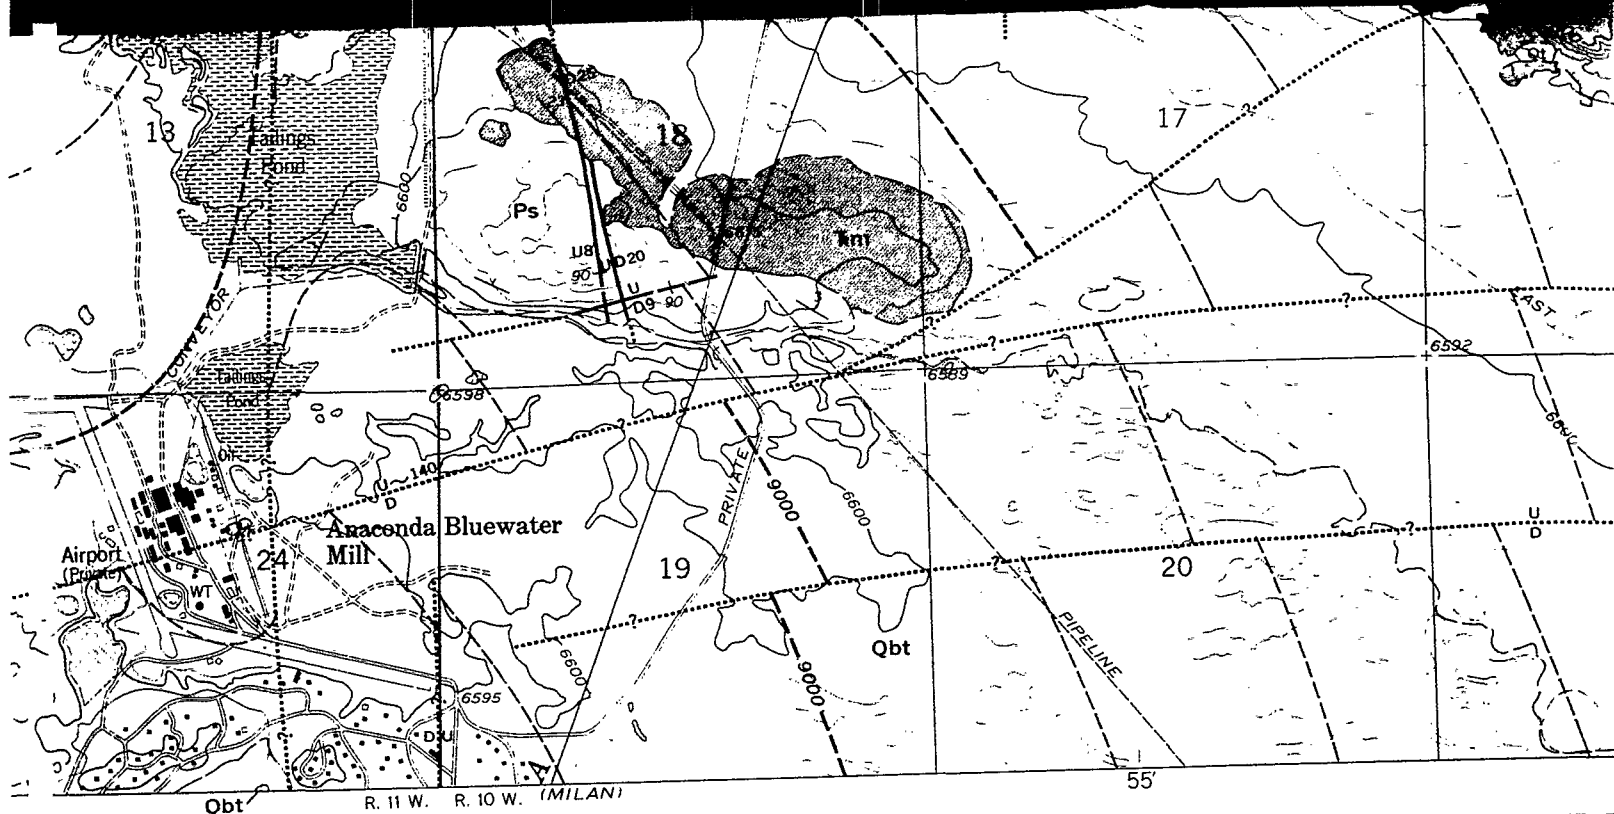 13
Tailings
Pond
18
17
6600
Ps
U8
90
U D20
U
D9 90
CONVEYOR
EAST
6592
6589
6598
Tailings
Pond
Oil
U 140
D
PRIVATE
9000
6600
Anaconda Bluewater
Mill
Airport
(Private)
24
WT
19
20
U
D
?
?
?
?
?
?
?
?
Qbt
PIPELINE
6600
9000
6595
D U
A
55'
Qbt
R. 11 W. R. 10 W. (MILAN)